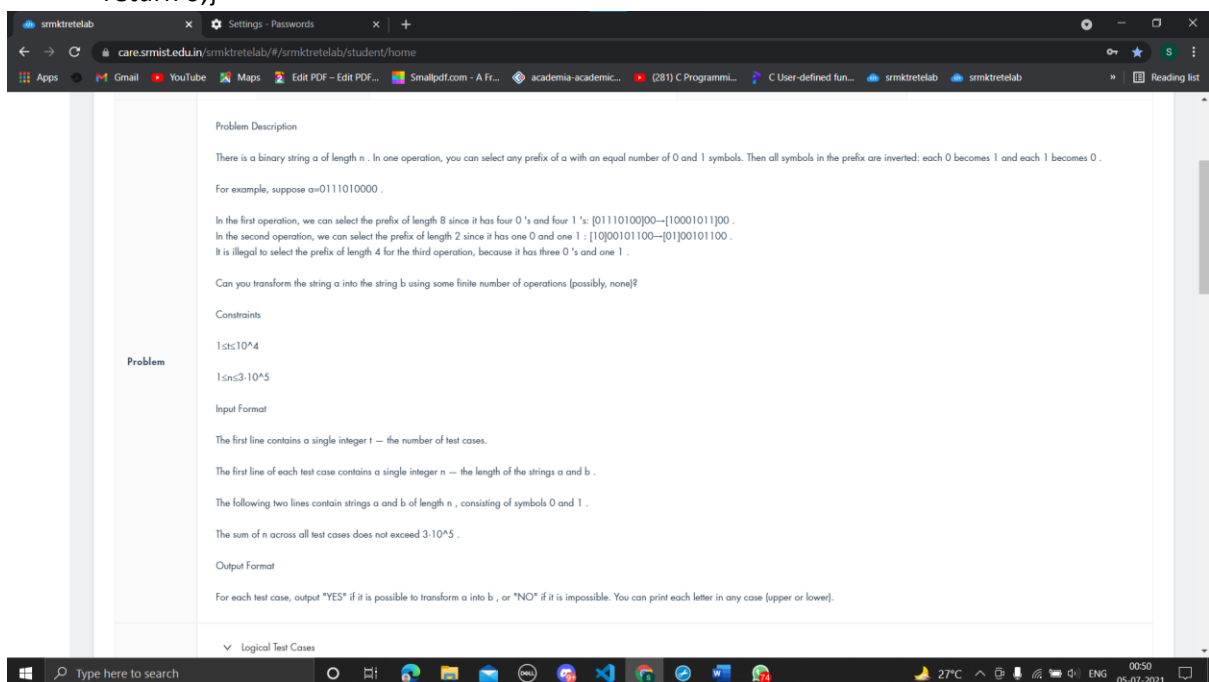 return 0;}
srmktretelab
Settings - Passwords
care.srmist.edu.in/srmktretelab/#/srmktretelab/student/home
Apps Gmail YouTube Maps Edit PDF – Edit PDF... Smallpdf.com - A Fr... academia-academic... (281) C Programmi... C User-defined fun... srmktretelab srmktretelab » Reading list
Problem Description
There is a binary string a of length n . In one operation, you can select any prefix of a with an equal number of 0 and 1 symbols. Then all symbols in the prefix are inverted: each 0 becomes 1 and each 1 becomes 0 .
For example, suppose a=0111010000 .
In the first operation, we can select the prefix of length 8 since it has four 0 's and four 1 's: [01110100]00→[10001011]00 .
In the second operation, we can select the prefix of length 2 since it has one 0 and one 1 : [10]00101100→[01]00101100 .
It is illegal to select the prefix of length 4 for the third operation, because it has three 0 's and one 1 .
Can you transform the string a into the string b using some finite number of operations (possibly, none)?
Constraints
1≤t≤10^4
Problem
1≤n≤3·10^5
Input Format
The first line contains a single integer t — the number of test cases.
The first line of each test case contains a single integer n — the length of the strings a and b .
The following two lines contain strings a and b of length n , consisting of symbols 0 and 1 .
The sum of n across all test cases does not exceed 3·10^5 .
Output Format
For each test case, output "YES" if it is possible to transform a into b , or "NO" if it is impossible. You can print each letter in any case (upper or lower).
Logical Test Cases
Type here to search
27°C ENG 00:50
05-07-2021